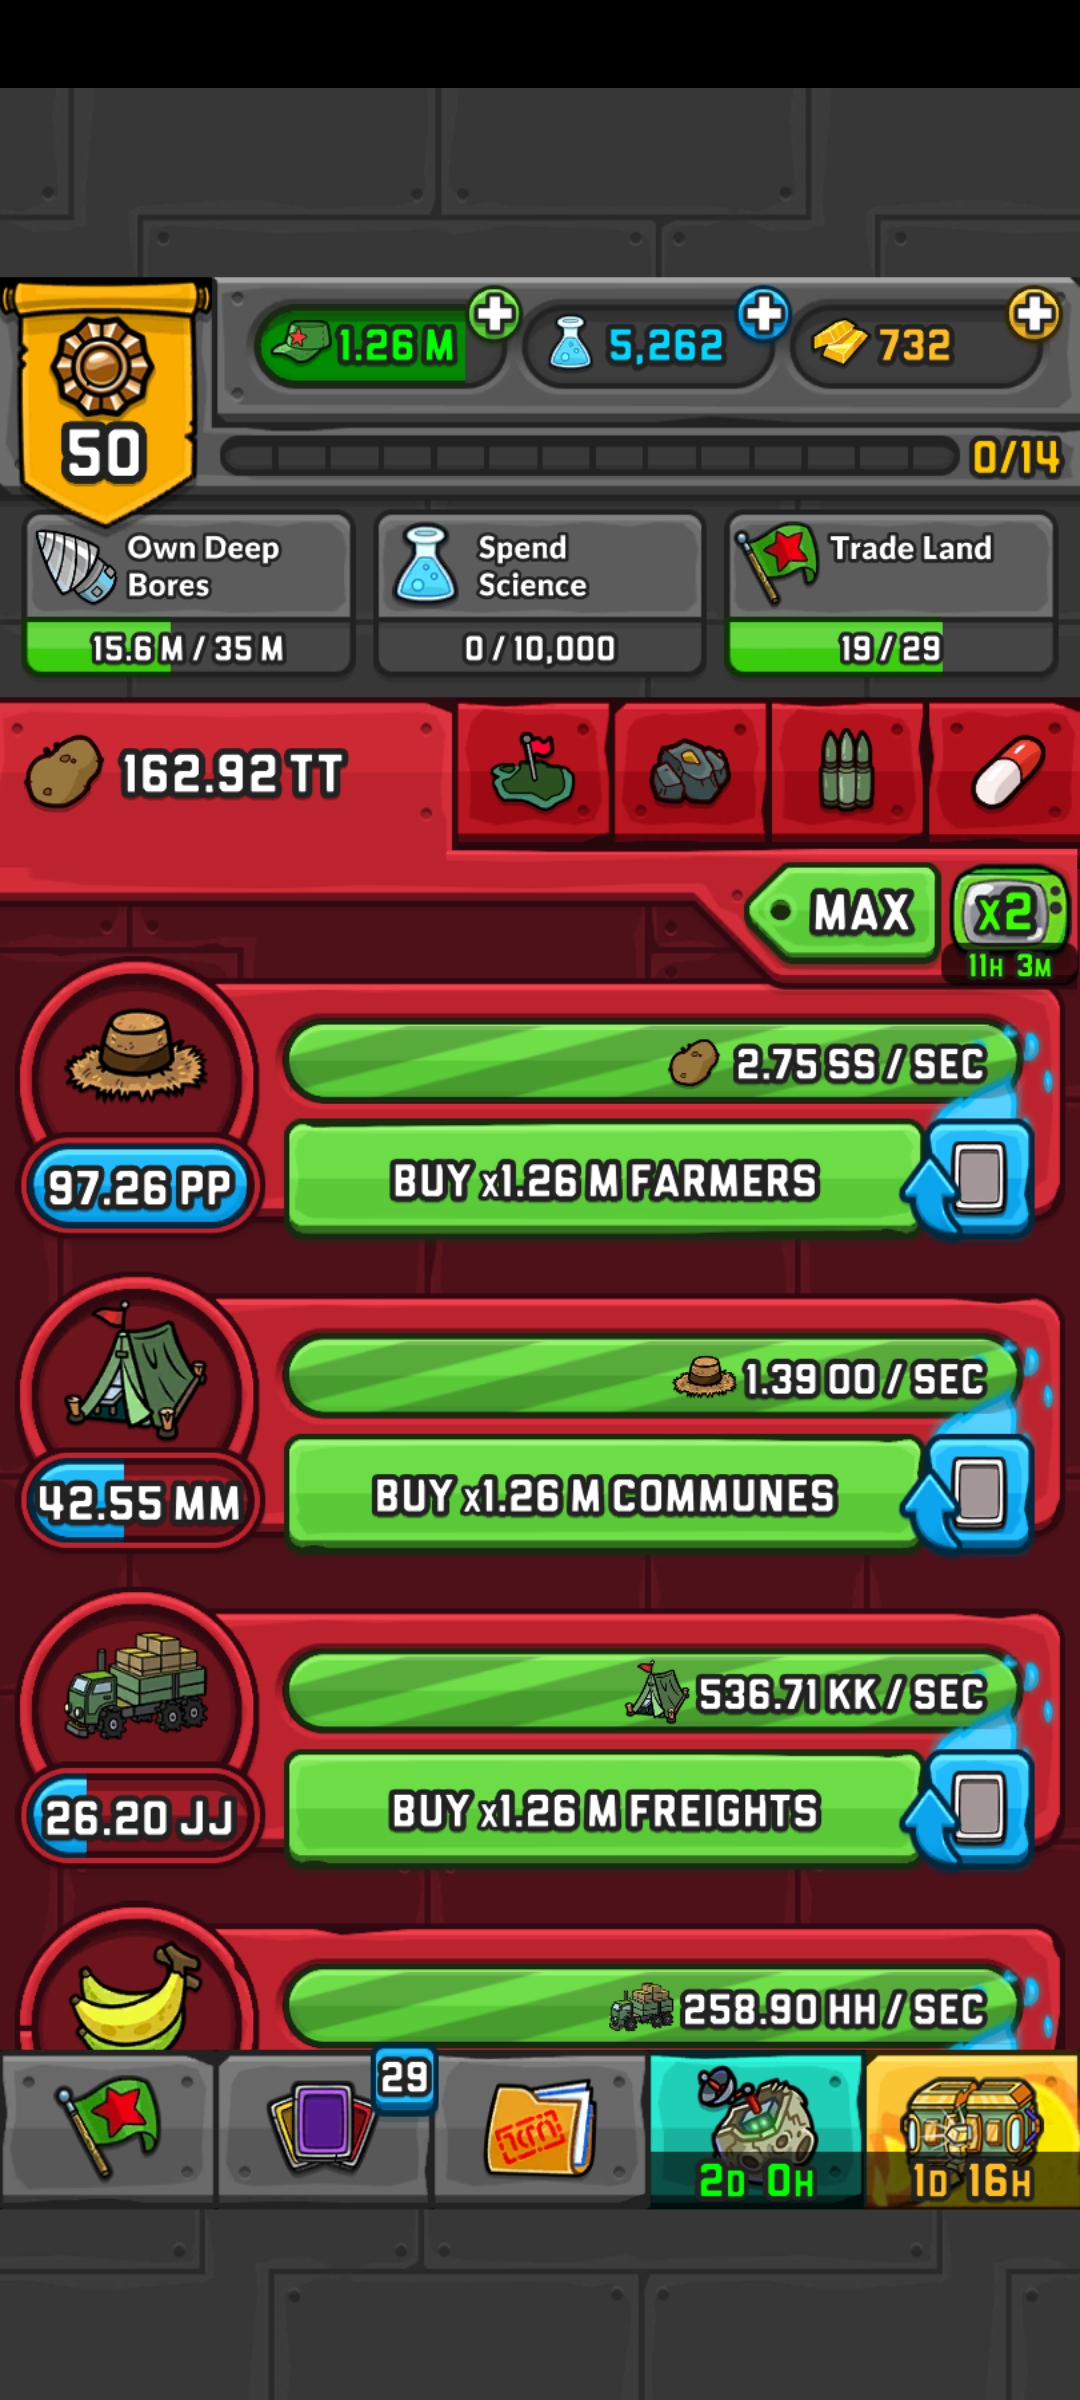 1.26 M
5,262
732
50
0/14
Own Deep
Bores
15.6 M / 35 M
Spend
Science
0 / 10,000
Trade Land
19 / 29
162.92 TT
MAX
x2
11H 3M
2.75 SS / SEC
97.26 PP
BUY x1.26 M FARMERS
1.39 OO / SEC
42.55 MM
BUY x1.26 M COMMUNES
536.71 KK / SEC
26.20 JJ
BUY x1.26 M FREIGHTS
258.90 HH / SEC
29
2D 0H
1D 16H